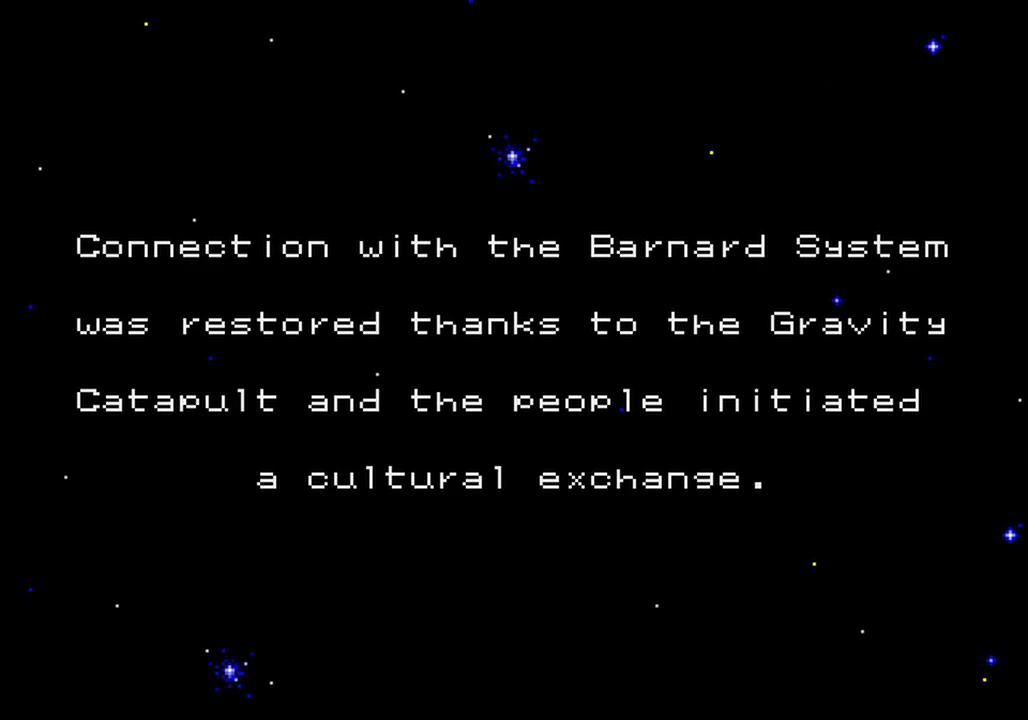 Connection with the Barnard System
was restored thanks to the Gravity
Catapult and the people initiated
a cultural exchange.